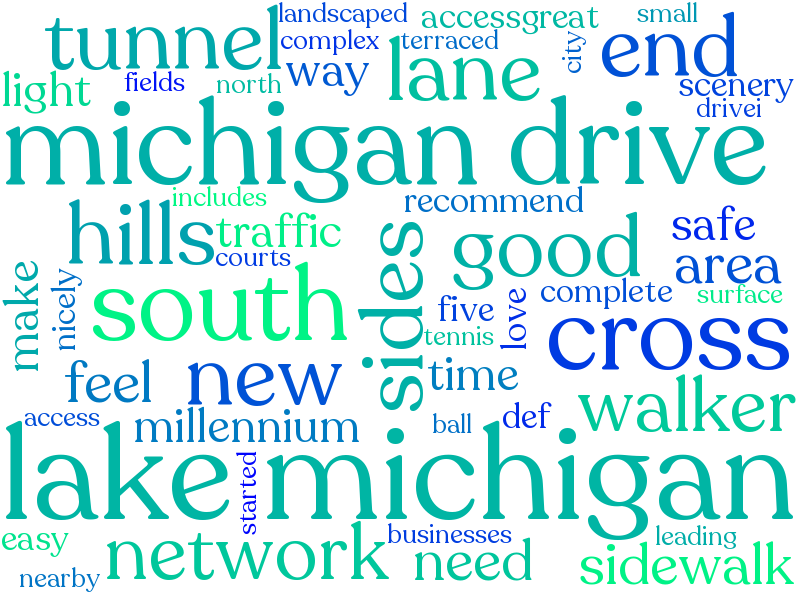 landscaped
accessgreat
small
tunnel
complex
terraced
city
end
way
lane
scenery
light
fields
north
drivei
michigan drive
includes
recommend
hills
traffic
courts
sides
good
safe
area
make
nicely
south
five
love
complete
surface
tennis
cross
feel
new
time
walker
access
millennium
ball
def
lake michigan
started
easy
network
businesses
need
leading
sidewalk
nearby